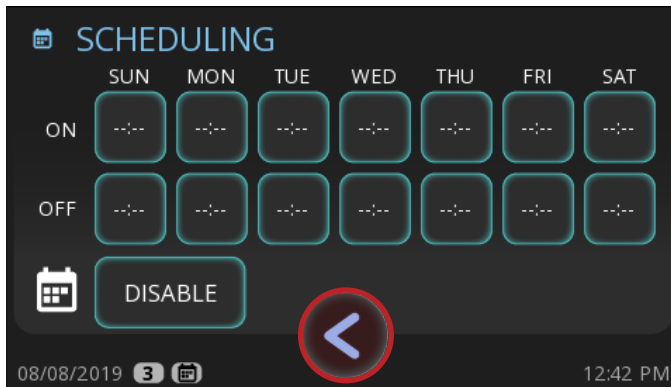 SCHEDULING
SUN MON TUE WED THU FRI SAT
ON --:-- --:-- --:-- --:-- --:-- --:-- --:--
OFF --:-- --:-- --:-- --:-- --:-- --:-- --:--
DISABLE
<
08/08/2019 3 12:42 PM